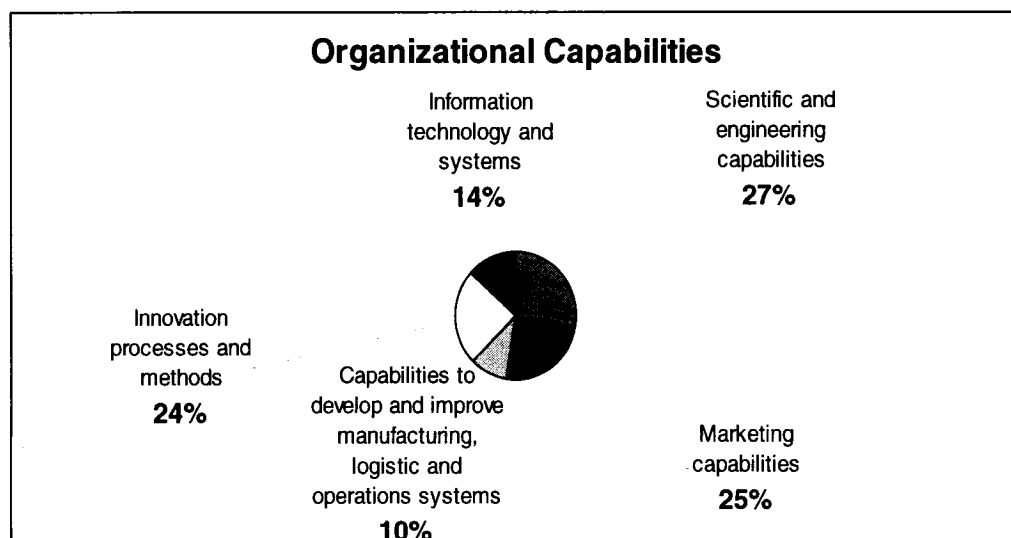 Organizational Capabilities
Information
technology and
systems
14%
Scientific and
engineering
capabilities
27%
Innovation
processes and
methods
24%
Capabilities to
develop and improve
manufacturing,
logistic and
operations systems
10%
Marketing
capabilities
25%